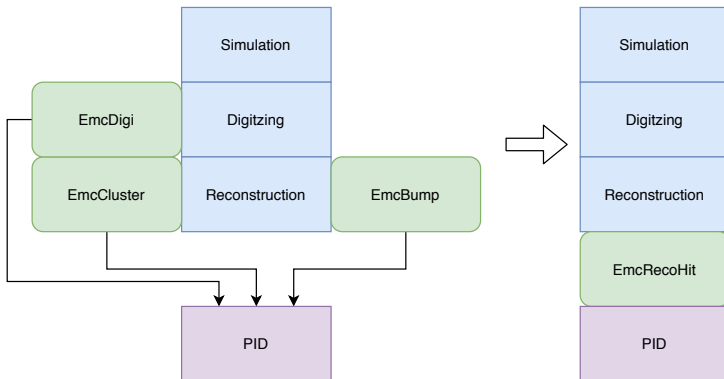 Simulation
EmcDigi
Digitzing
EmcCluster
Reconstruction
EmcBump
PID
Simulation
Digitzing
Reconstruction
EmcRecoHit
PID